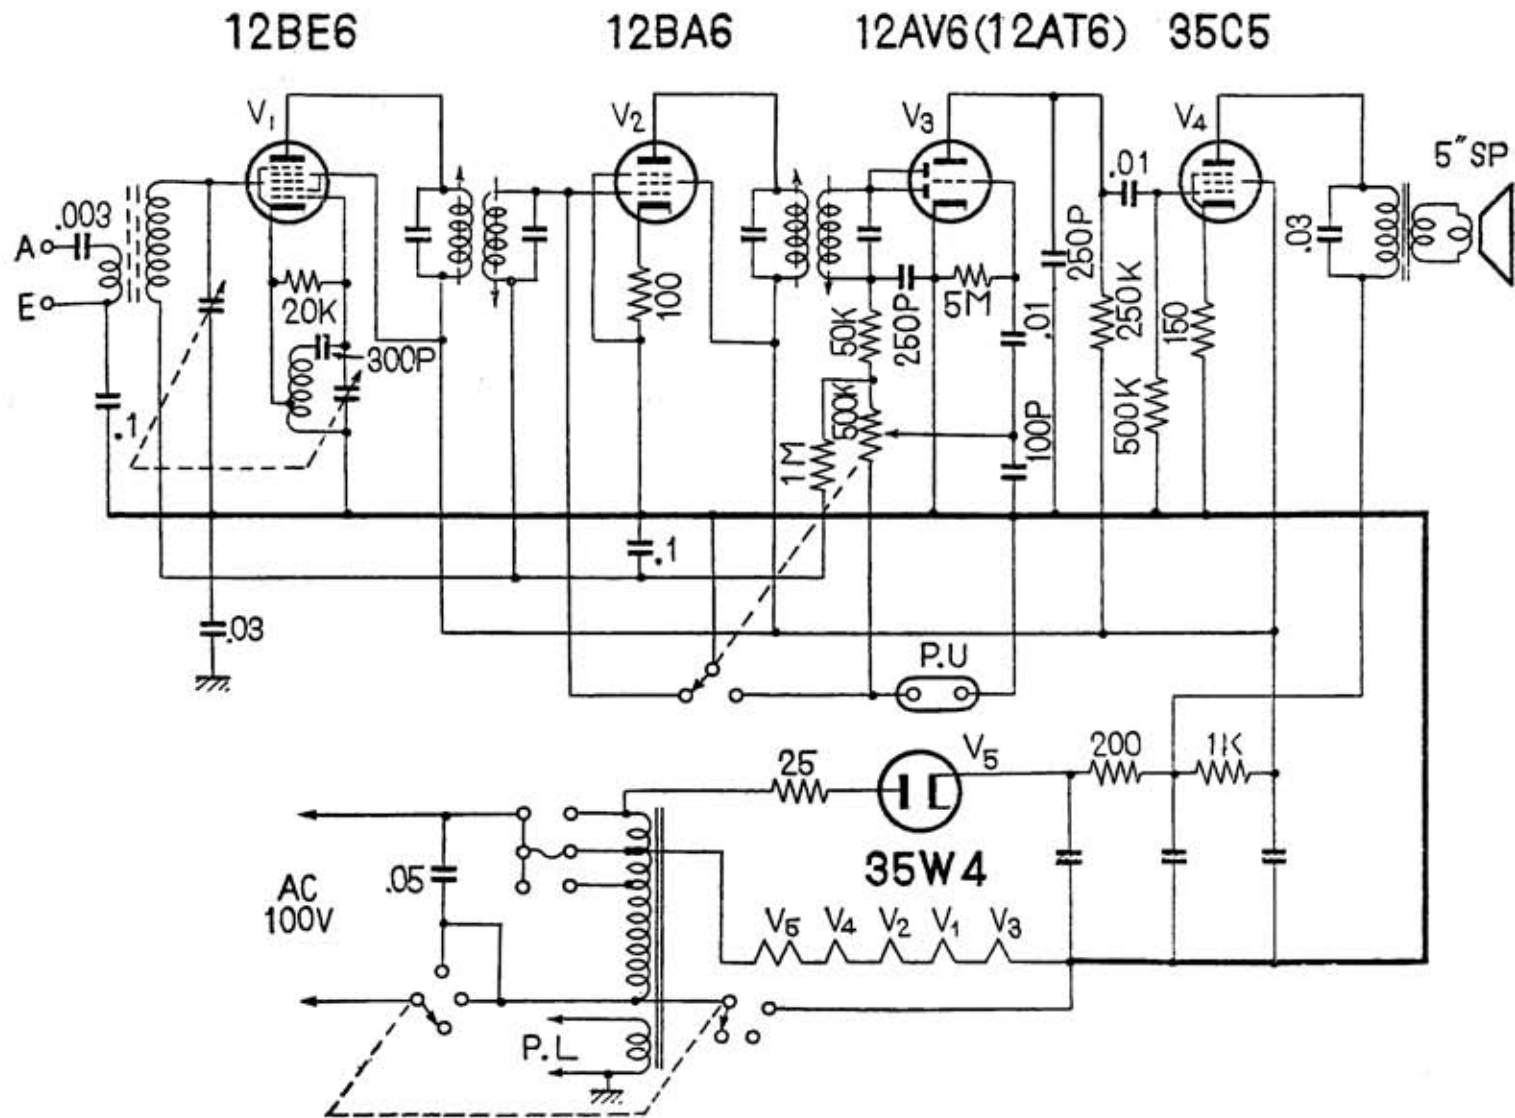 12BE6 12BA6 12AV6(12AT6) 35C5
V1 V2 V3 V4
5"SP
.01
.003
A
E
.03
20K
300P
100
50K
250P
5M
.01
250P
250K
150
.1
1M
500K
100P
500K
.1
.03
P.U
V5
25
200
1K
35W4
.05
AC
100V
V5 V4 V2 V1 V3
P.L